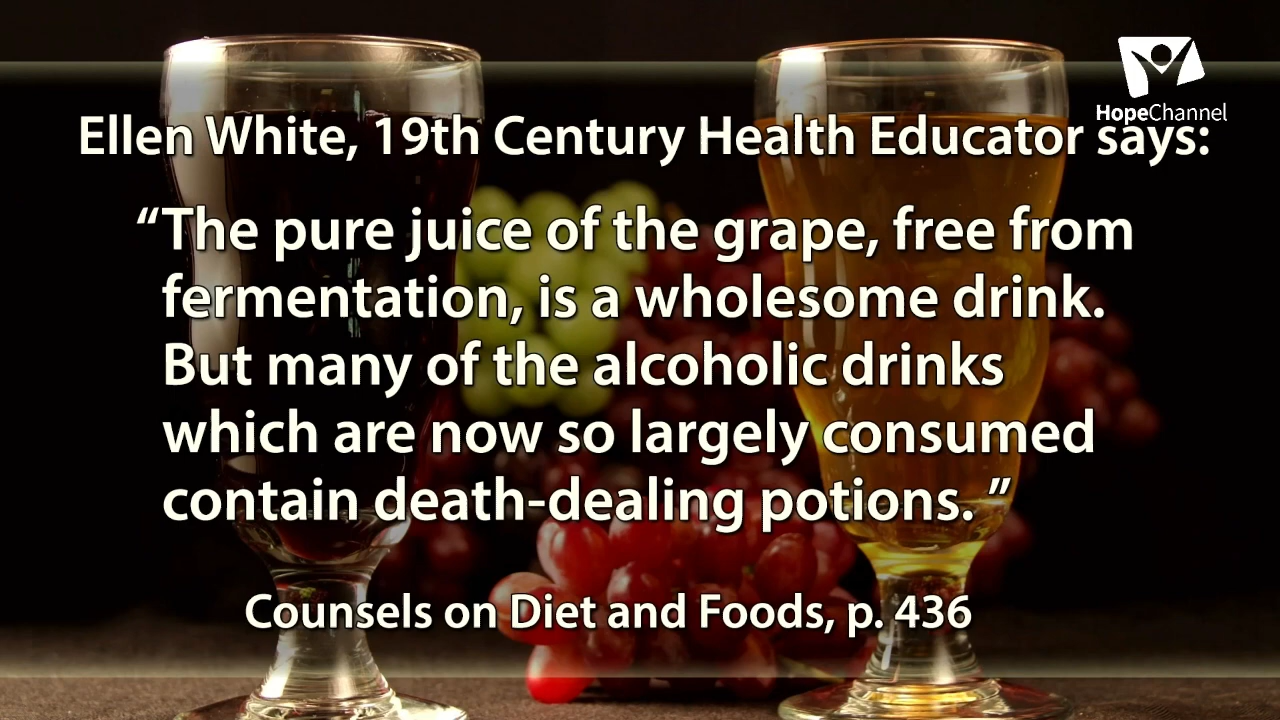 HopeChannel
Ellen White, 19th Century Health Educator says:
“The pure juice of the grape, free from
fermentation, is a wholesome drink.
But many of the alcoholic drinks
which are now so largely consumed
contain death-dealing potions.”
Counsels on Diet and Foods, p. 436